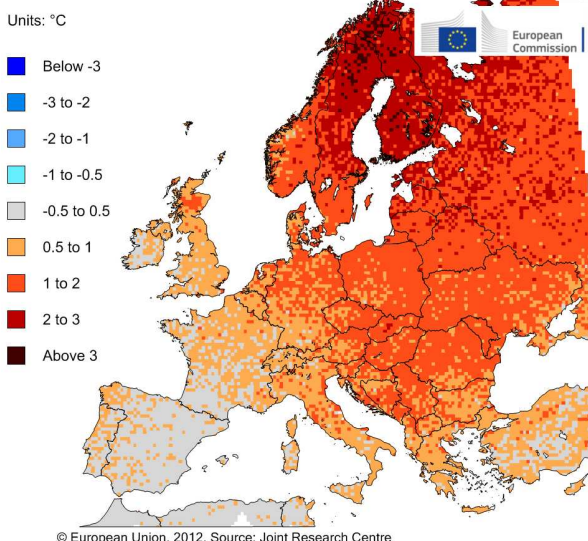 Units: °C
European
Commission
Below -3
-3 to -2
-2 to -1
-1 to -0.5
-0.5 to 0.5
0.5 to 1
1 to 2
2 to 3
Above 3
© European Union, 2012. Source: Joint Research Centre